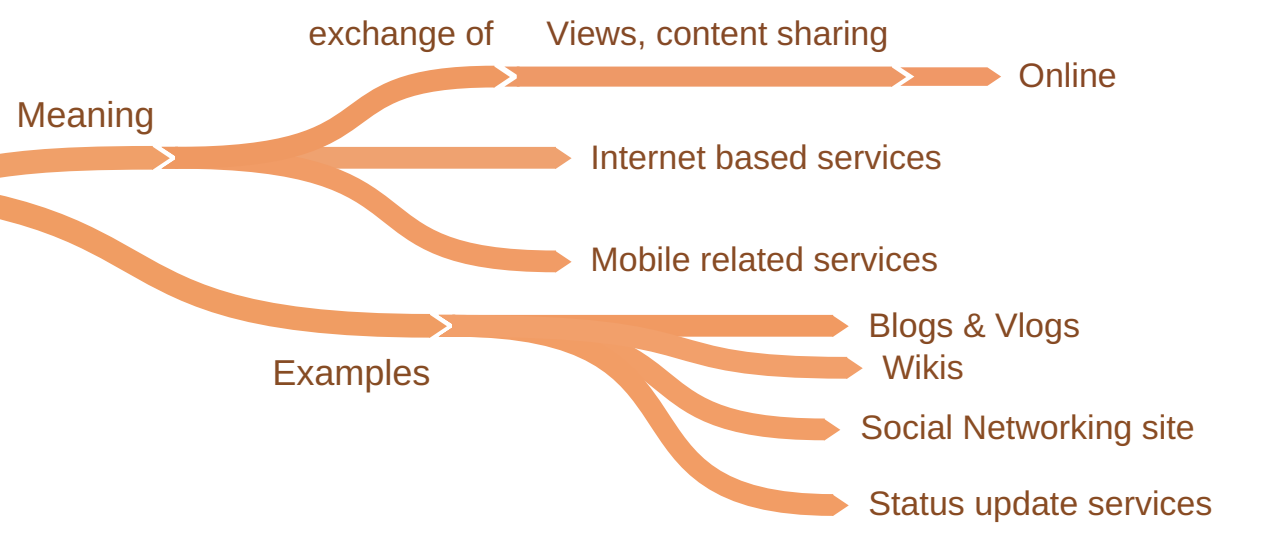 exchange of
Views, content sharing
Online
Meaning
Internet based services
Mobile related services
Examples
Blogs & Vlogs
Wikis
Social Networking site
Status update services